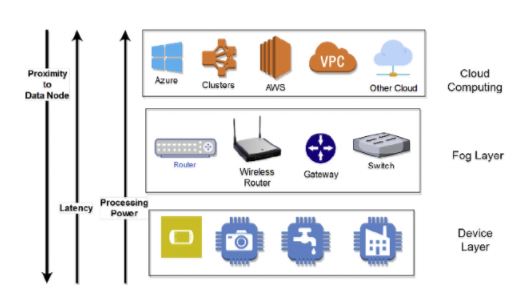 Proximity
to
Data Node
Latency
Processing
Power
Azure
Clusters
AWS
VPC
Other Cloud
Cloud
Computing
Router
Wireless
Router
Gateway
Switch
Fog Layer
Device
Layer